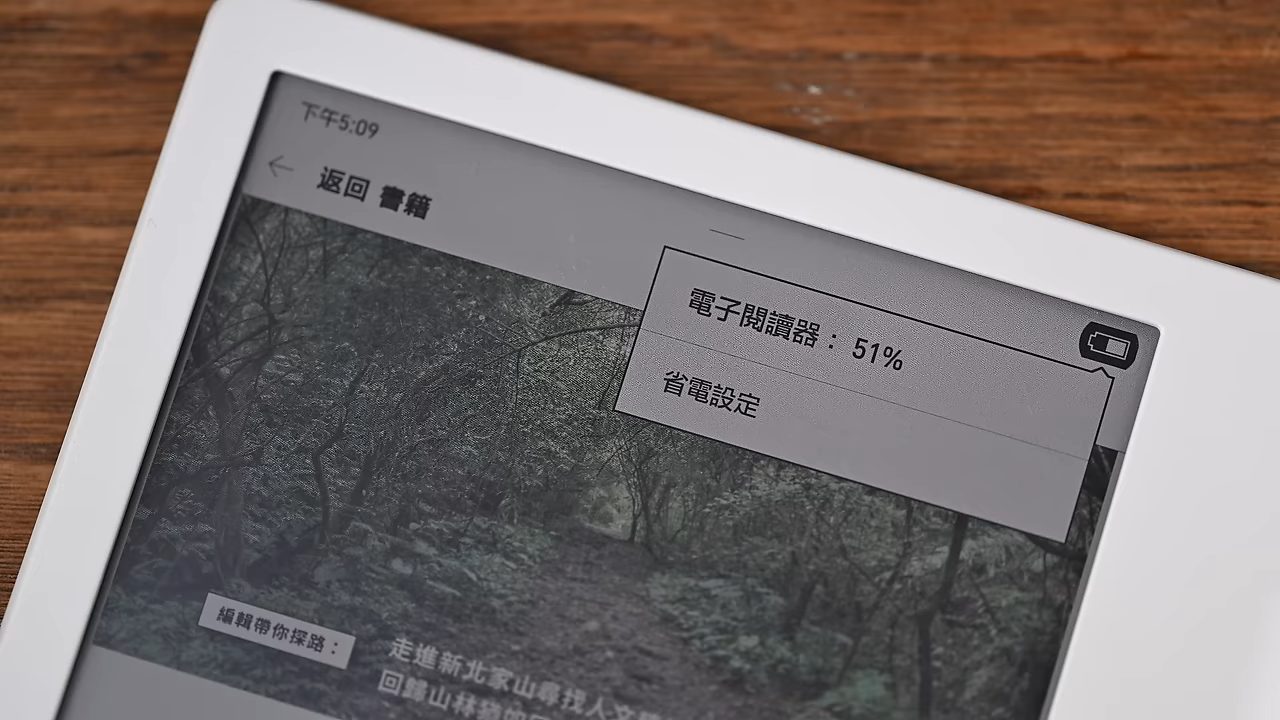 下午5:09
返回 書籍
電子閱讀器： 51%
省電設定
編輯帶你探路：
走進新北家山尋找人文
回歸山林